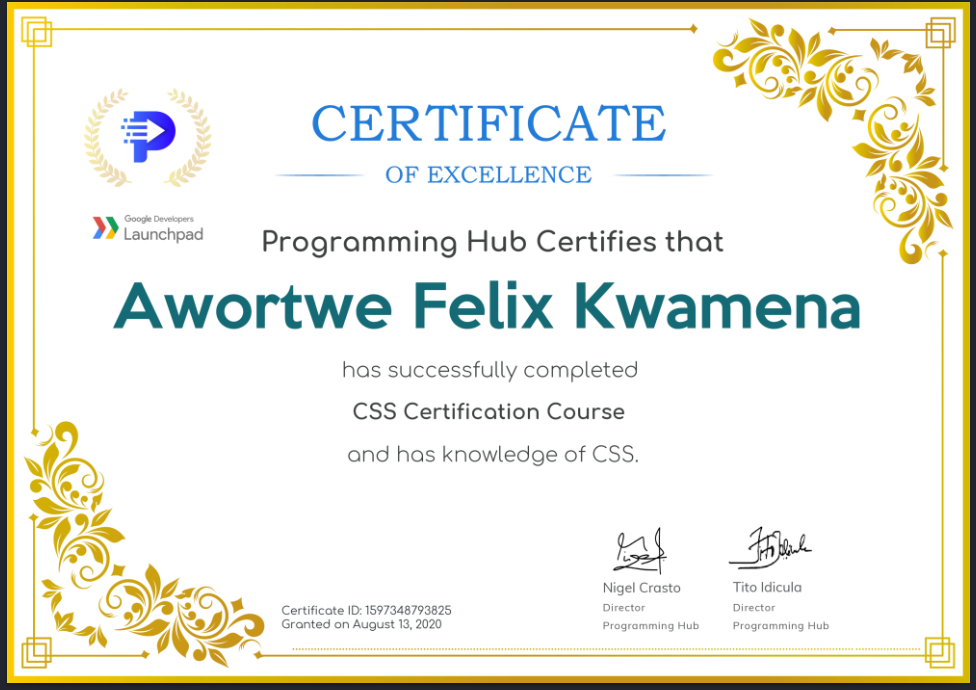 CERTIFICATE
OF EXCELLENCE
Google Developers
Launchpad
Programming Hub Certifies that
Awortwe Felix Kwamena
has successfully completed
CSS Certification Course
and has knowledge of CSS.
Nigel Crasto
Director
Programming Hub
Tito Idicula
Director
Programming Hub
Certificate ID: 1597348793825
Granted on August 13, 2020